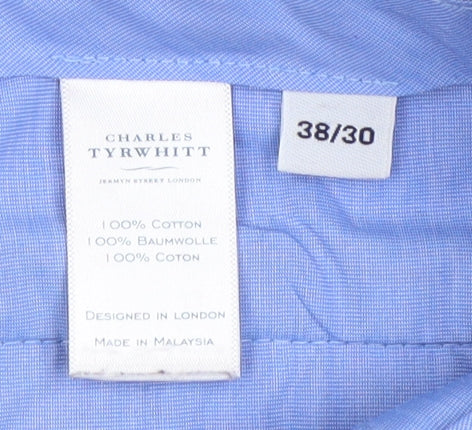 CHARLES
TYRWHITT
JERMYN STREET LONDON
100% COTTON
100% BAUMWOLLE
100% COTON
DESIGNED IN LONDON
MADE IN MALAYSIA
38/30